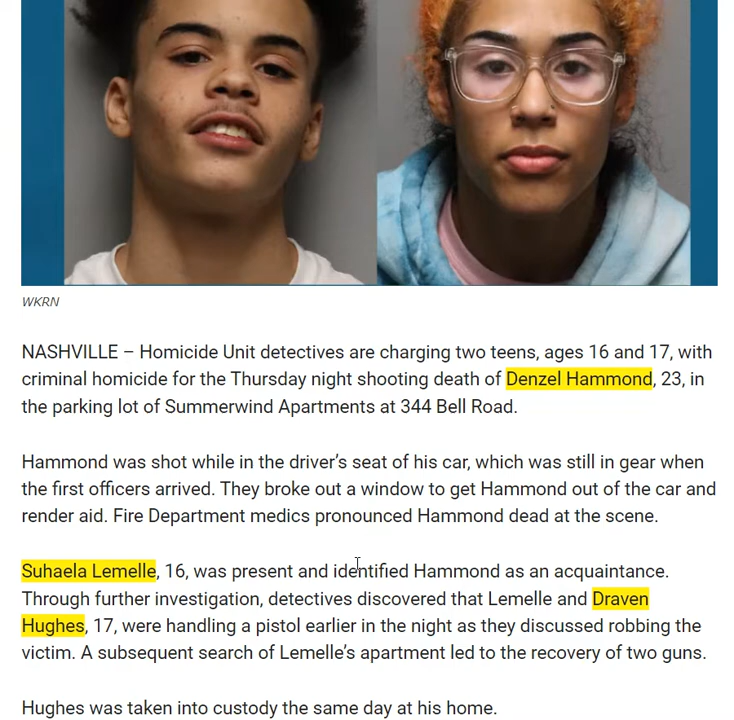 WKRN
NASHVILLE – Homicide Unit detectives are charging two teens, ages 16 and 17, with
criminal homicide for the Thursday night shooting death of Denzel Hammond, 23, in
the parking lot of Summerwind Apartments at 344 Bell Road.
Hammond was shot while in the driver’s seat of his car, which was still in gear when
the first officers arrived. They broke out a window to get Hammond out of the car and
render aid. Fire Department medics pronounced Hammond dead at the scene.
Suhaela Lemelle, 16, was present and identified Hammond as an acquaintance.
Through further investigation, detectives discovered that Lemelle and Draven
Hughes, 17, were handling a pistol earlier in the night as they discussed robbing the
victim. A subsequent search of Lemelle’s apartment led to the recovery of two guns.
Hughes was taken into custody the same day at his home.